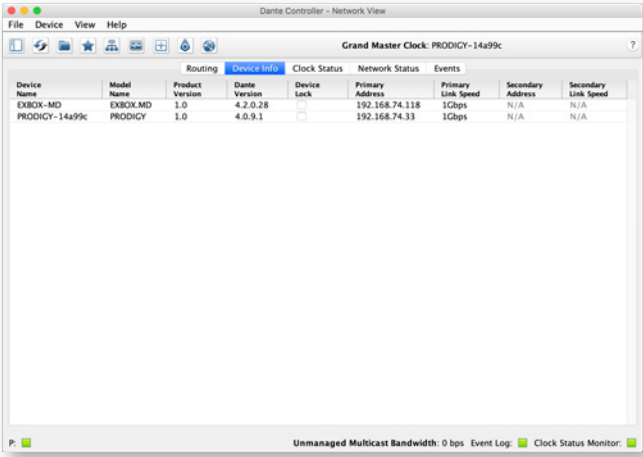 Dante Controller - Network View
File Device View Help
Grand Master Clock: PRODIGY-14a99c
?
Routing Device Info Clock Status Network Status Events
Device Name Model Name Product Version Dante Version Device Lock Primary Address Primary Link Speed Secondary Address Secondary Link Speed
EXBOX-MD EXBOX.MD 1.0 4.2.0.28 192.168.74.118 1Gbps N/A N/A
PRODIGY-14a99c PRODIGY 1.0 4.0.9.1 192.168.74.33 1Gbps N/A N/A
P: Unmanaged Multicast Bandwidth: 0 bps Event Log: Clock Status Monitor: